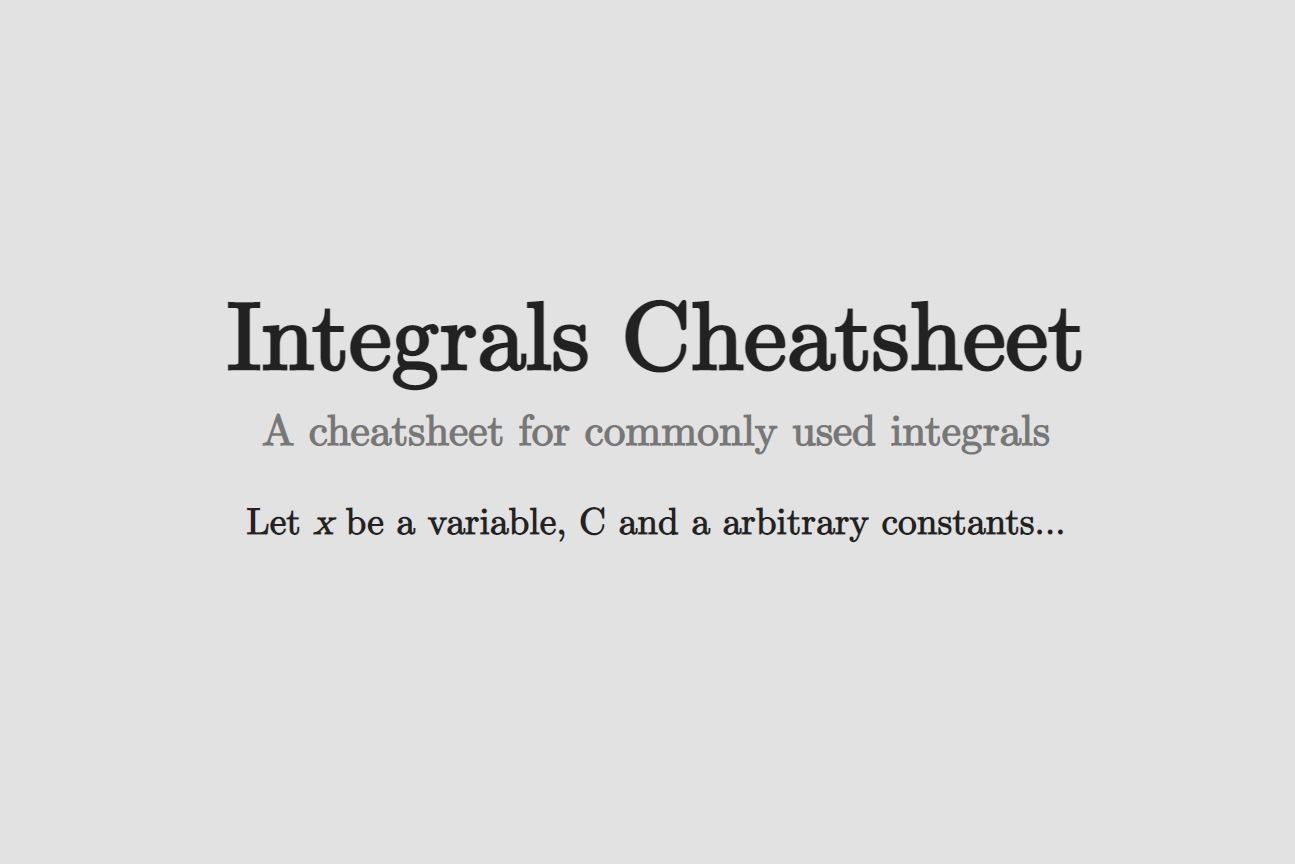 Integrals Cheatsheet
A cheatsheet for commonly used integrals
Let x be a variable, C and a arbitrary constants...